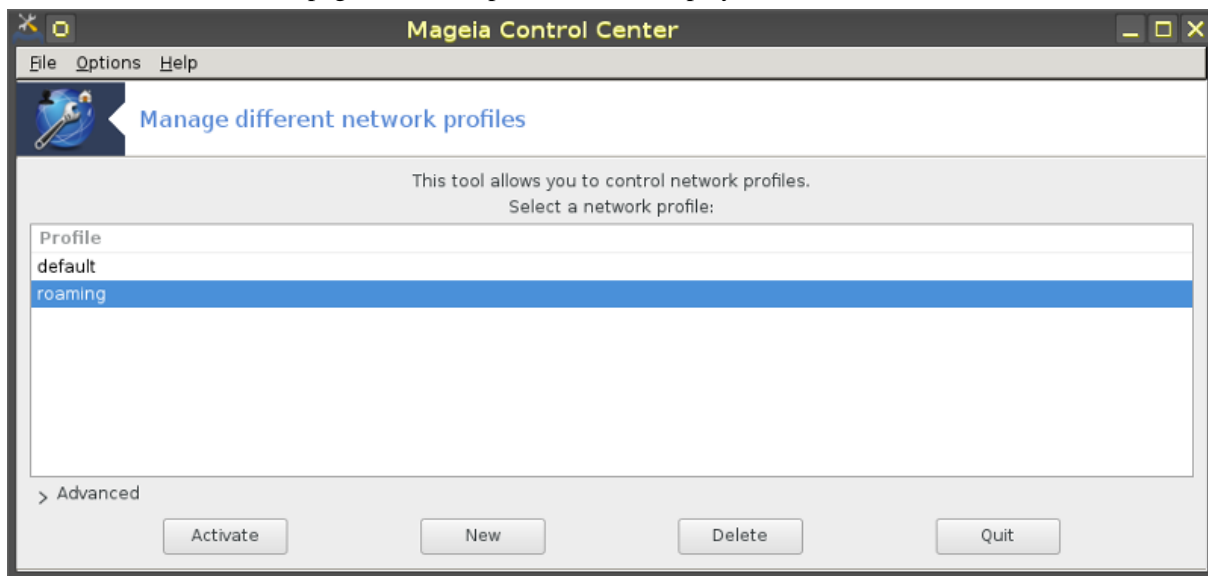 Mageia Control Center
File Options Help
Manage different network profiles
This tool allows you to control network profiles.
Select a network profile:
Profile
default
roaming
Advanced
Activate New Delete Quit